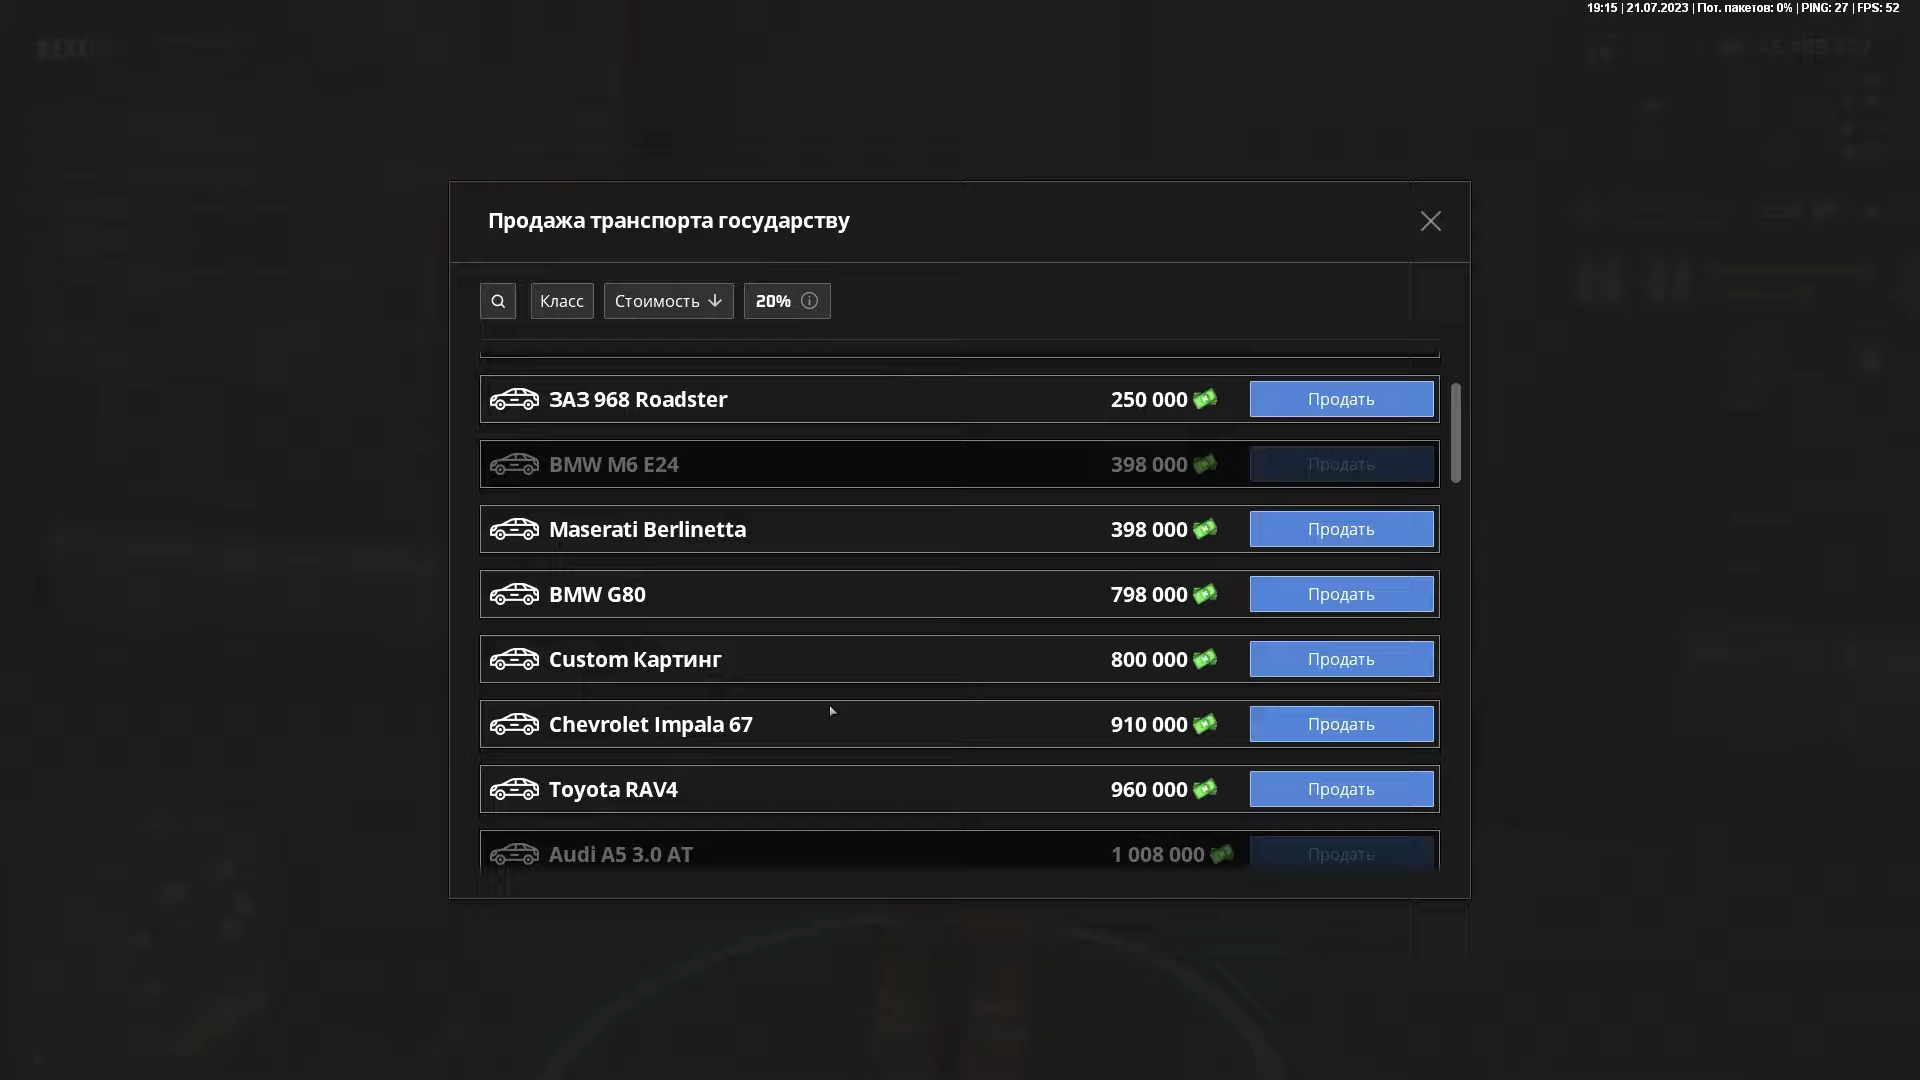 19:15 | 21.07.2023 | Пот. пакетов: 0% | PING: 27 | FPS: 52
Продажа транспорта государству
Класс Стоимость 20%
ЗАЗ 968 Roadster 250 000 Продать
BMW M6 E24 398 000 Продать
Maserati Berlinetta 398 000 Продать
BMW G80 798 000 Продать
Custom Картинг 800 000 Продать
Chevrolet Impala 67 910 000 Продать
Toyota RAV4 960 000 Продать
Audi A5 3.0 AT 1 008 000 Продать